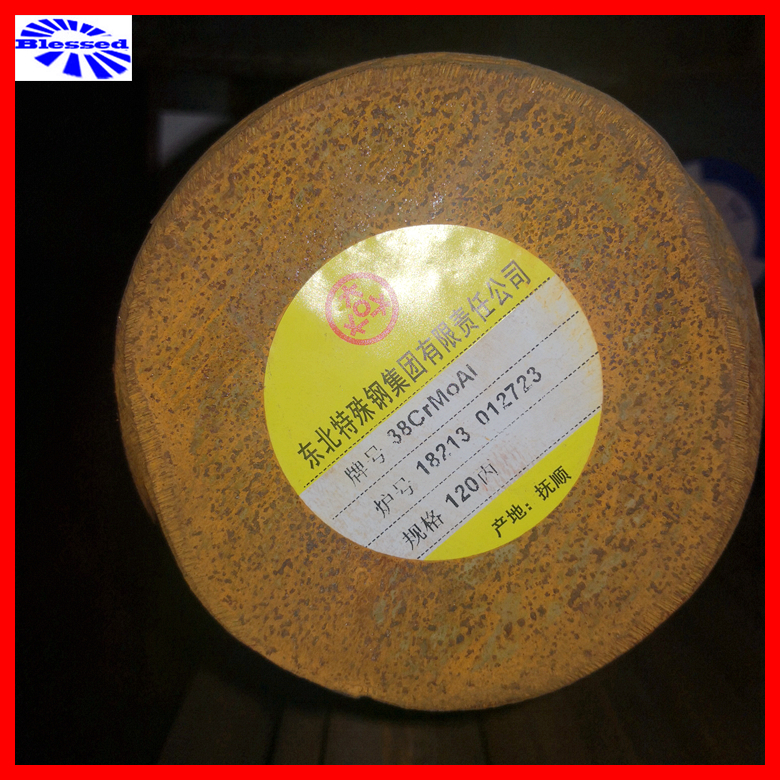 Blessed
东北特殊钢集团有限责任公司
牌号 38CrMoAl
炉号 18213 012723
规格 120内
产地：抚顺